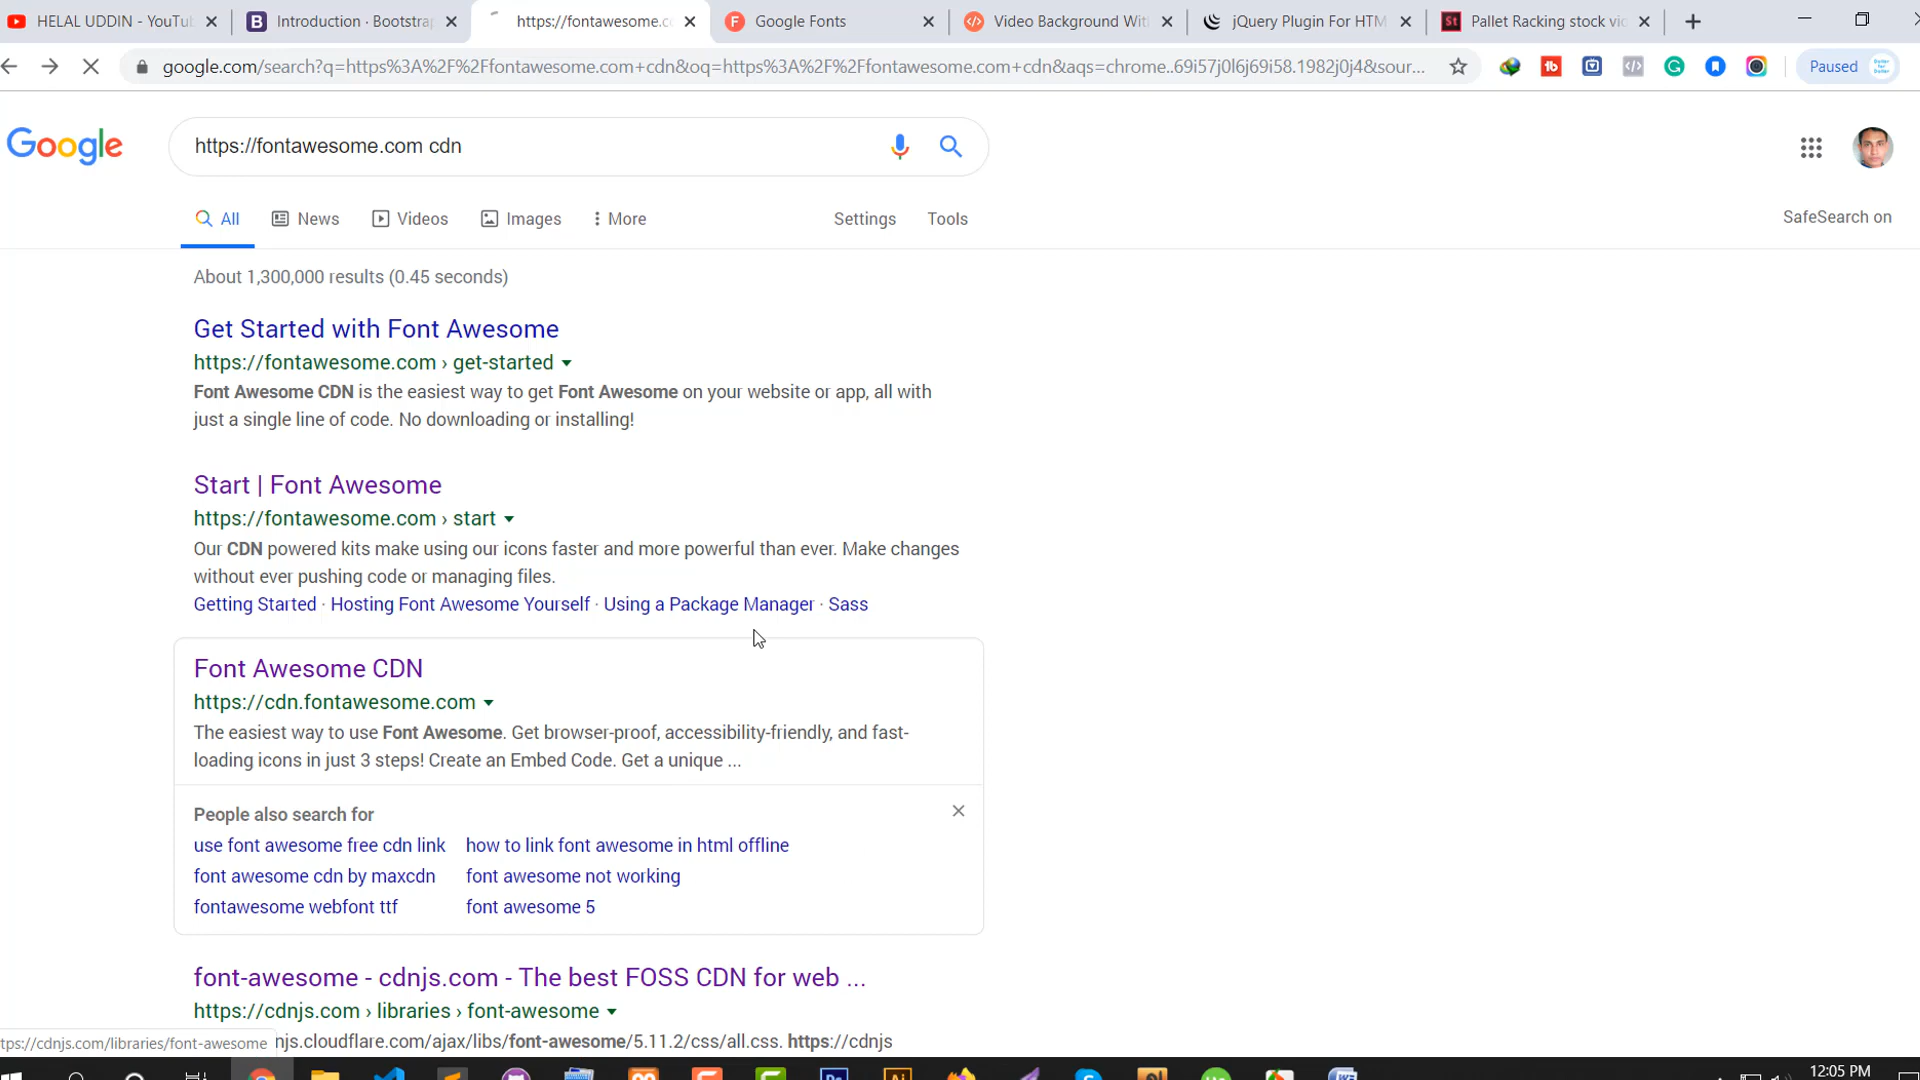 HELAL UDDIN - YouTu
Introduction · Bootstrap
https://fontawesome.c
Google Fonts
Video Background Wit
jQuery Plugin For HTM
Pallet Racking stock vid
google.com/search?q=https%3A%2F%2Ffontawesome.com+cdn&oq=https%3A%2F%2Ffontawesome.com+cdn&aqs=chrome..69i57j0l6j69i58.1982j0j4&sour...
Paused
Google
https://fontawesome.com cdn
All
News
Videos
Images
More
Settings
Tools
SafeSearch on
About 1,300,000 results (0.45 seconds)
Get Started with Font Awesome
https://fontawesome.com › get-started
Font Awesome CDN is the easiest way to get Font Awesome on your website or app, all with
just a single line of code. No downloading or installing!
Start | Font Awesome
https://fontawesome.com › start
Our CDN powered kits make using our icons faster and more powerful than ever. Make changes
without ever pushing code or managing files.
Getting Started · Hosting Font Awesome Yourself · Using a Package Manager · Sass
Font Awesome CDN
https://cdn.fontawesome.com
The easiest way to use Font Awesome. Get browser-proof, accessibility-friendly, and fast-
loading icons in just 3 steps! Create an Embed Code. Get a unique ...
People also search for
use font awesome free cdn link
how to link font awesome in html offline
font awesome cdn by maxcdn
font awesome not working
fontawesome webfont ttf
font awesome 5
font-awesome - cdnjs.com - The best FOSS CDN for web ...
https://cdnjs.com › libraries › font-awesome
njs.cloudflare.com/ajax/libs/font-awesome/5.11.2/css/all.css. https://cdnjs
tps://cdnjs.com/libraries/font-awesome
12:05 PM